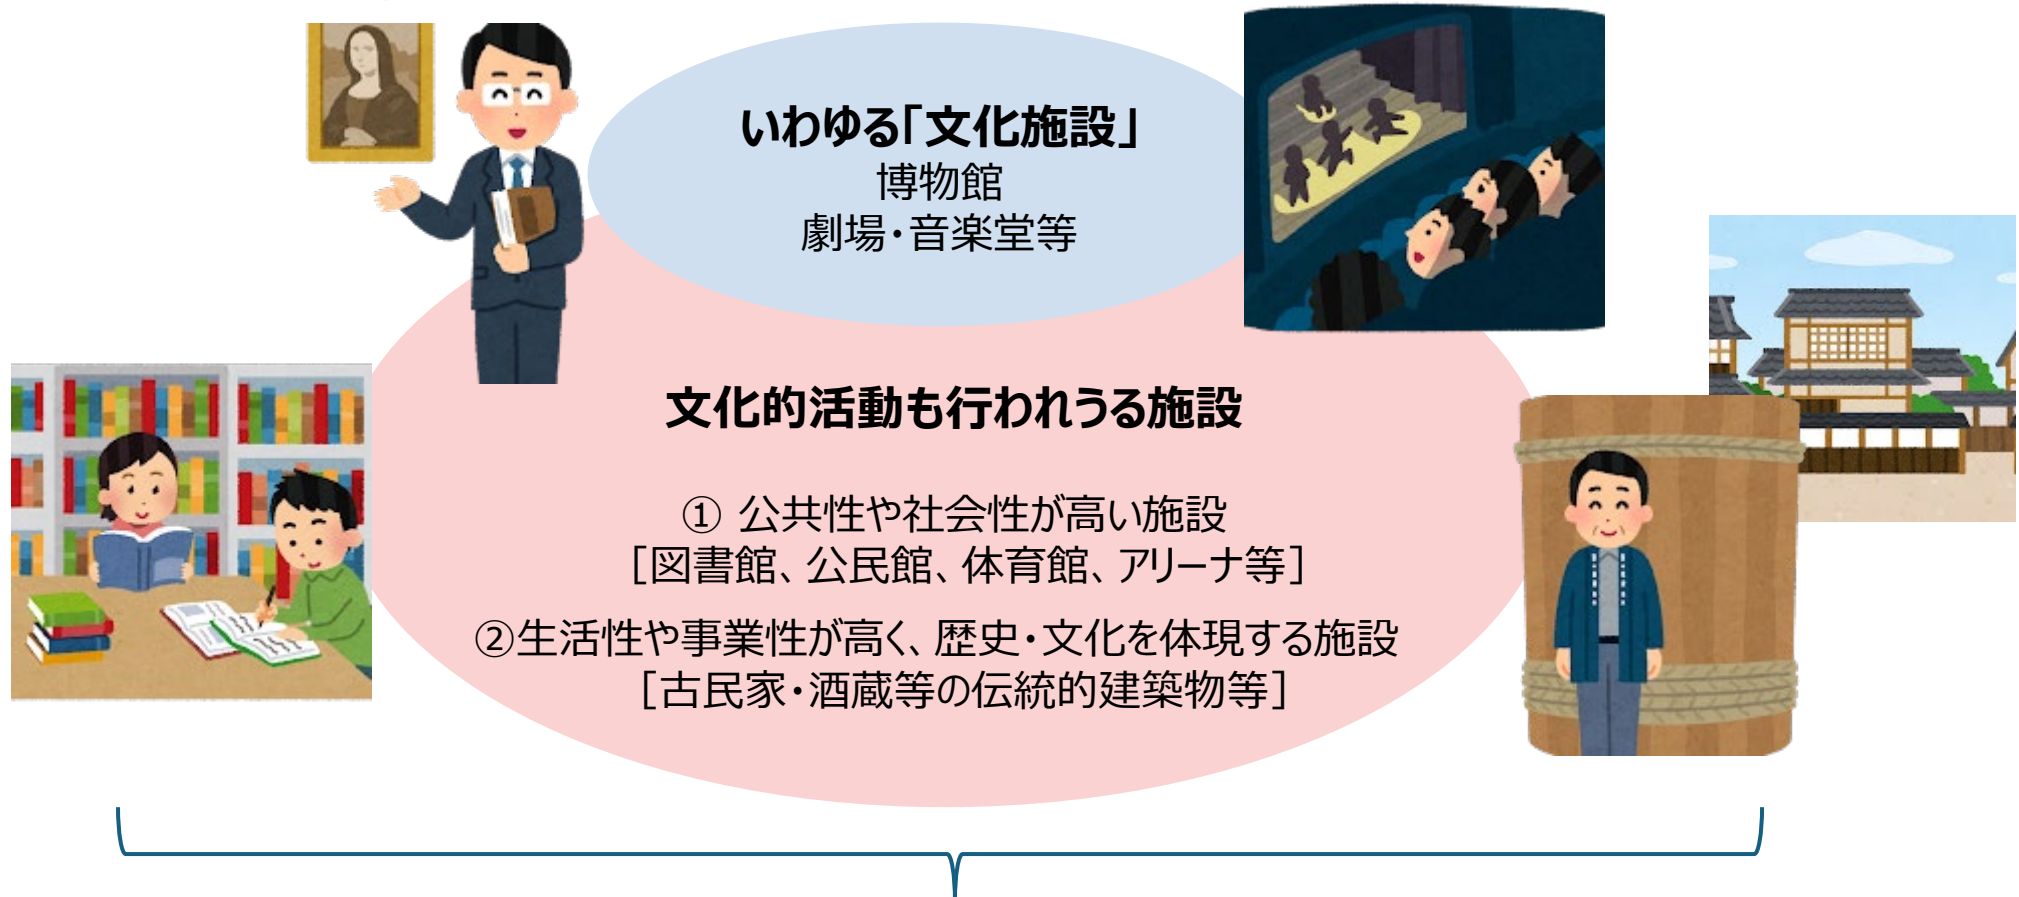 いわゆる「文化施設」
博物館
劇場・音楽堂等
文化的活動も行われうる施設
① 公共性や社会性が高い施設
［図書館、公民館、体育館、アリーナ等］
②生活性や事業性が高く、歴史・文化を体現する施設
［古民家・酒蔵等の伝統的建築物等］